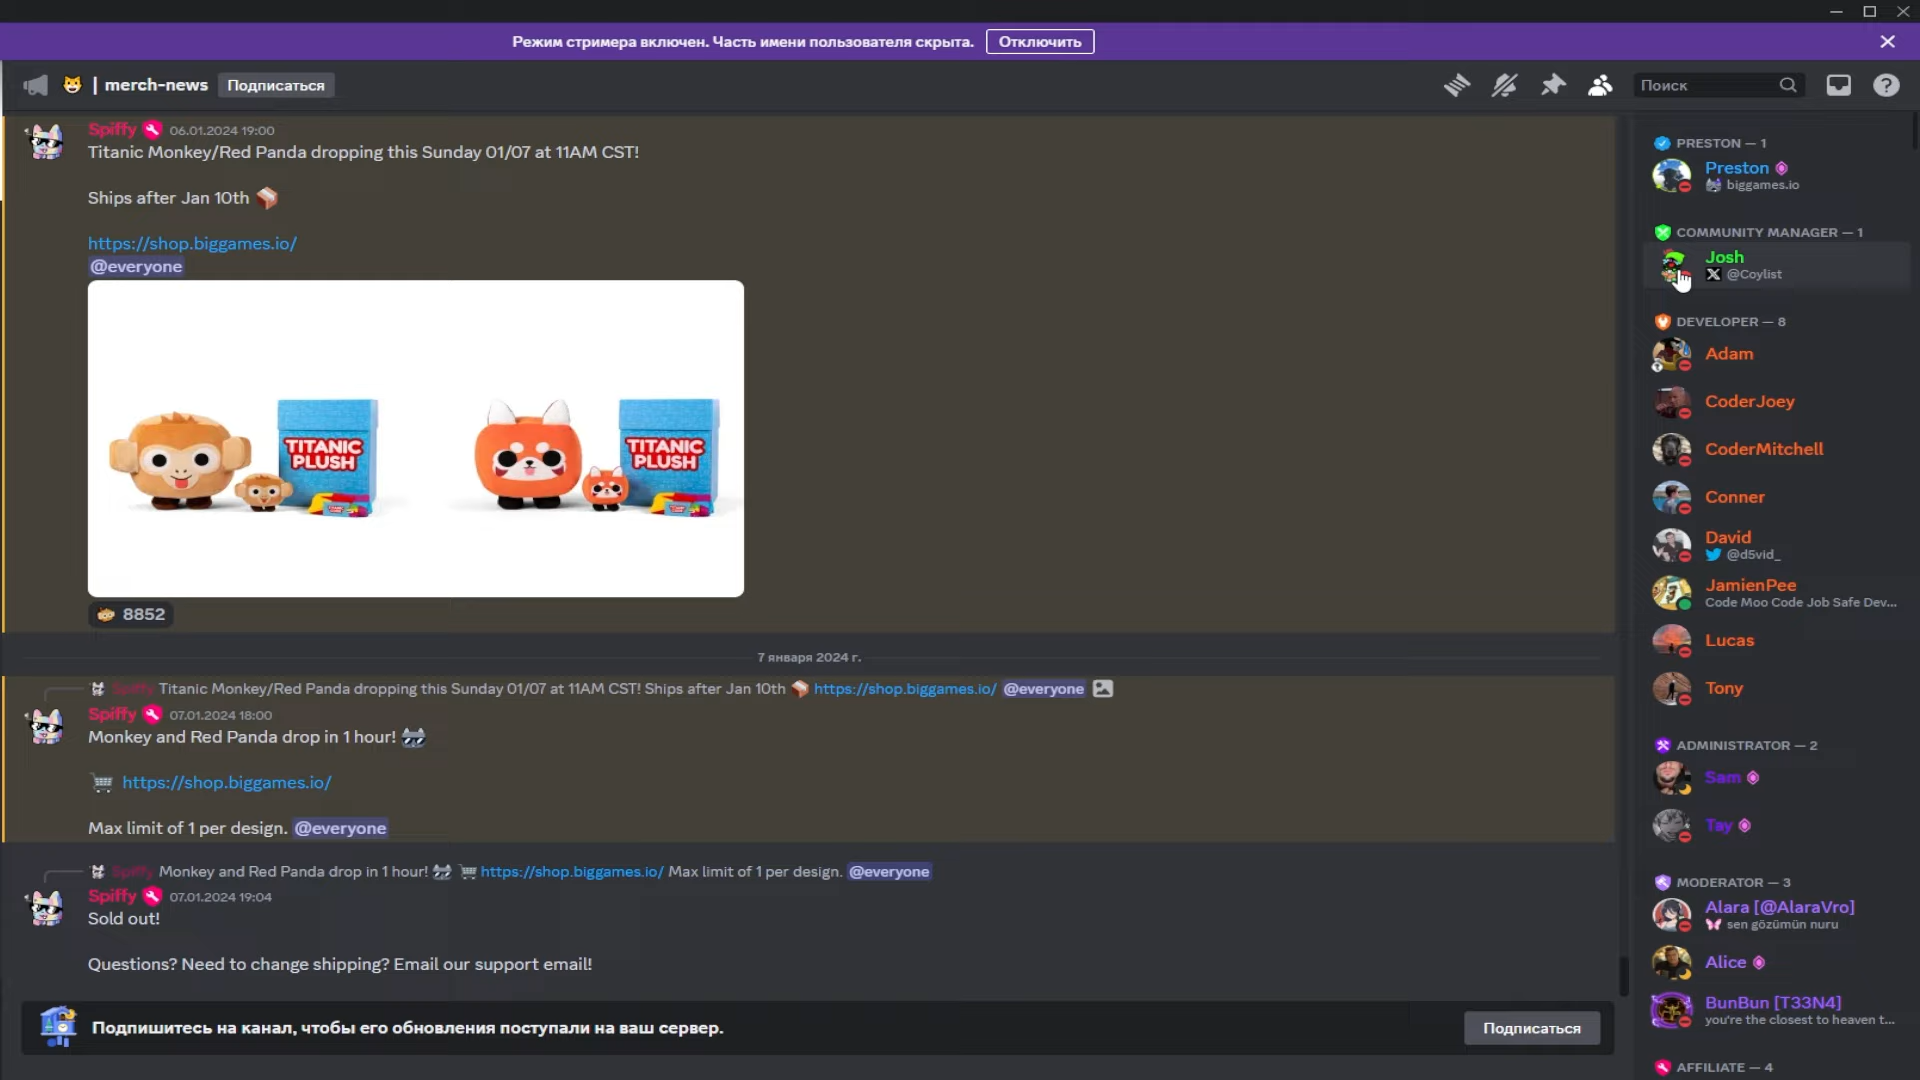 Режим стримера включен. Часть имени пользователя скрыта.
Отключить
| merch-news
Подписаться
Поиск
Spiffy 06.01.2024 19:00
Titanic Monkey/Red Panda dropping this Sunday 01/07 at 11AM CST!
Ships after Jan 10th
https://shop.biggames.io/
@everyone
TITANIC PLUSH
TITANIC PLUSH
8852
7 января 2024 г.
Spiffy Titanic Monkey/Red Panda dropping this Sunday 01/07 at 11AM CST! Ships after Jan 10th https://shop.biggames.io/ @everyone
Spiffy 07.01.2024 18:00
Monkey and Red Panda drop in 1 hour!
https://shop.biggames.io/
Max limit of 1 per design. @everyone
Spiffy Monkey and Red Panda drop in 1 hour! https://shop.biggames.io/ Max limit of 1 per design. @everyone
Spiffy 07.01.2024 19:04
Sold out!
Questions? Need to change shipping? Email our support email!
Подпишитесь на канал, чтобы его обновления поступали на ваш сервер.
Подписаться
PRESTON — 1
Preston
biggames.io
COMMUNITY MANAGER — 1
Josh
@Coylist
DEVELOPER — 8
Adam
CoderJoey
CoderMitchell
Conner
David
@d5vid_
JamienPee
Code Moo Code Job Safe Dev...
Lucas
Tony
ADMINISTRATOR — 2
Sam
Tay
MODERATOR — 3
Alara [@AlaraVro]
sen gözümün nuru
Alice
BunBun [T33N4]
you're the closest to heaven t...
AFFILIATE — 4